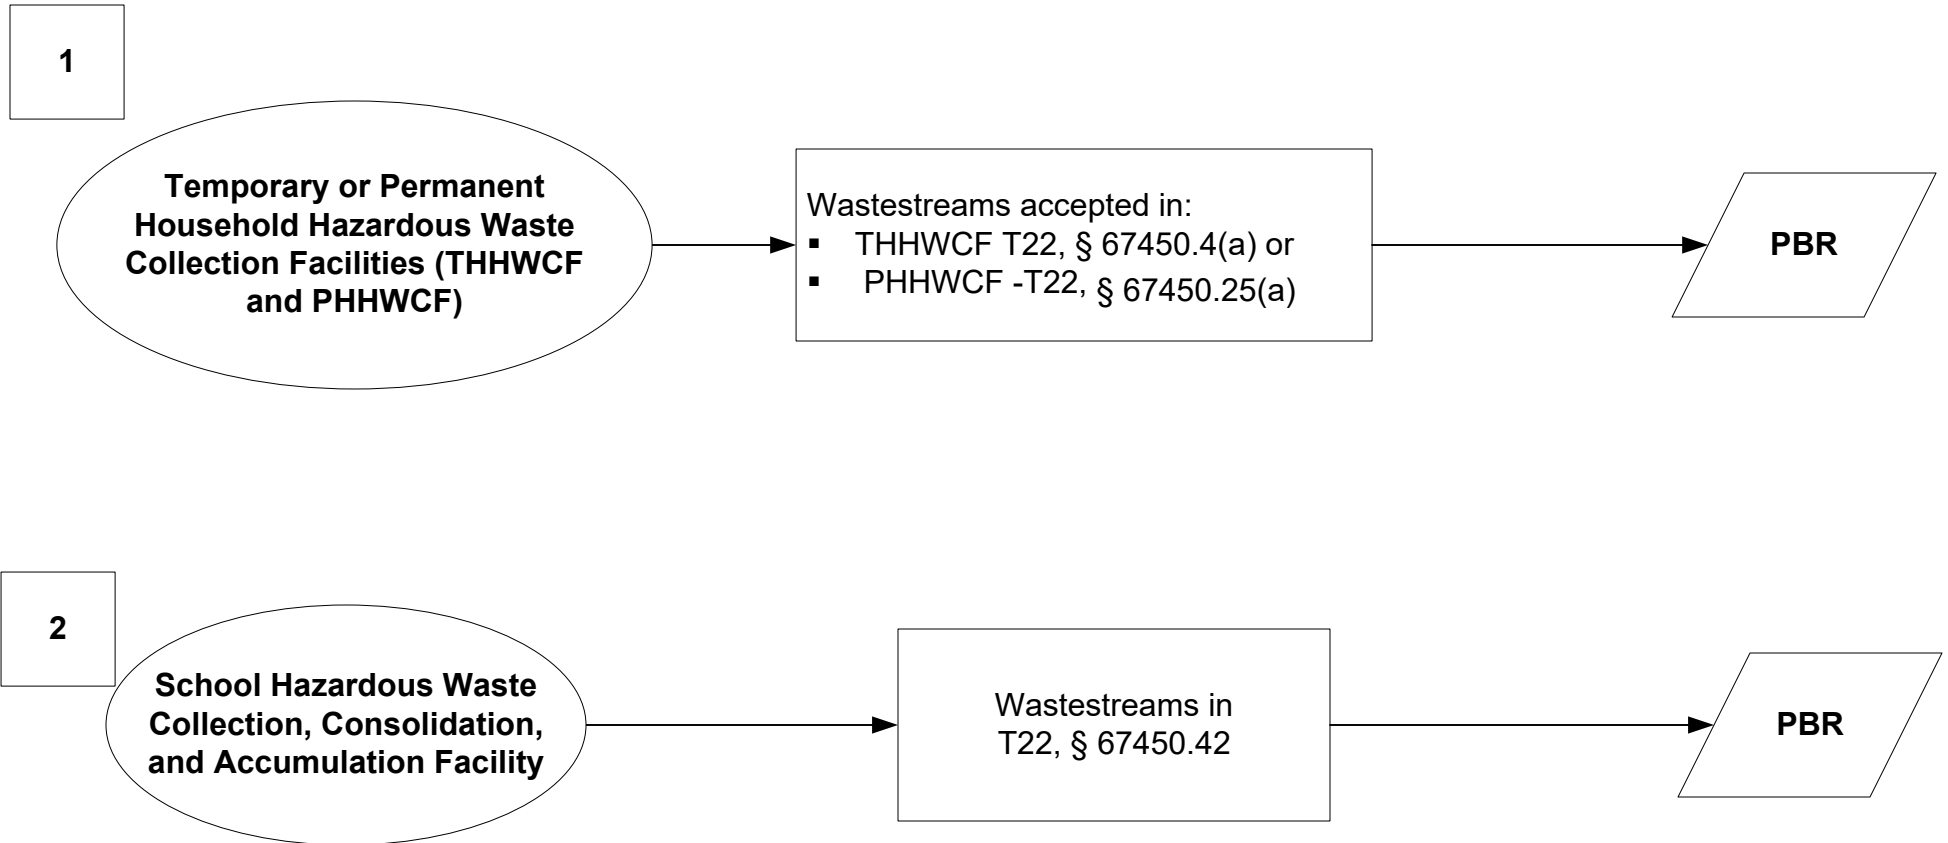 1
Temporary or Permanent
Household Hazardous Waste
Collection Facilities (THHWCF
and PHHWCF)
Wastestreams accepted in:
▪ THHWCF T22, § 67450.4(a) or
▪ PHHWCF -T22, § 67450.25(a)
PBR
2
School Hazardous Waste
Collection, Consolidation,
and Accumulation Facility
Wastestreams in
T22, § 67450.42
PBR